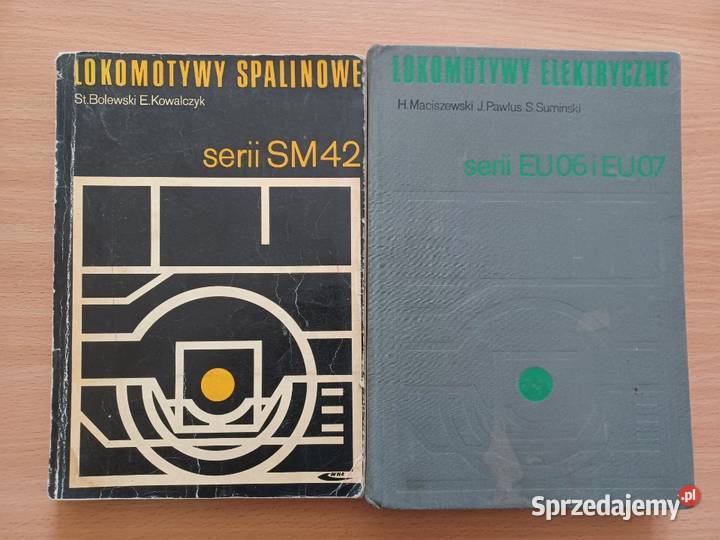 LOKOMOTYWY SPALINOWE
St.Bolewski E.Kowalczyk
serii SM42
LOKOMOTYWY ELEKTRYCZNE
H.Maciszewski J.Pawlus S.Sumiński
serii EU06 i EU07
Sprzedajemy.pl